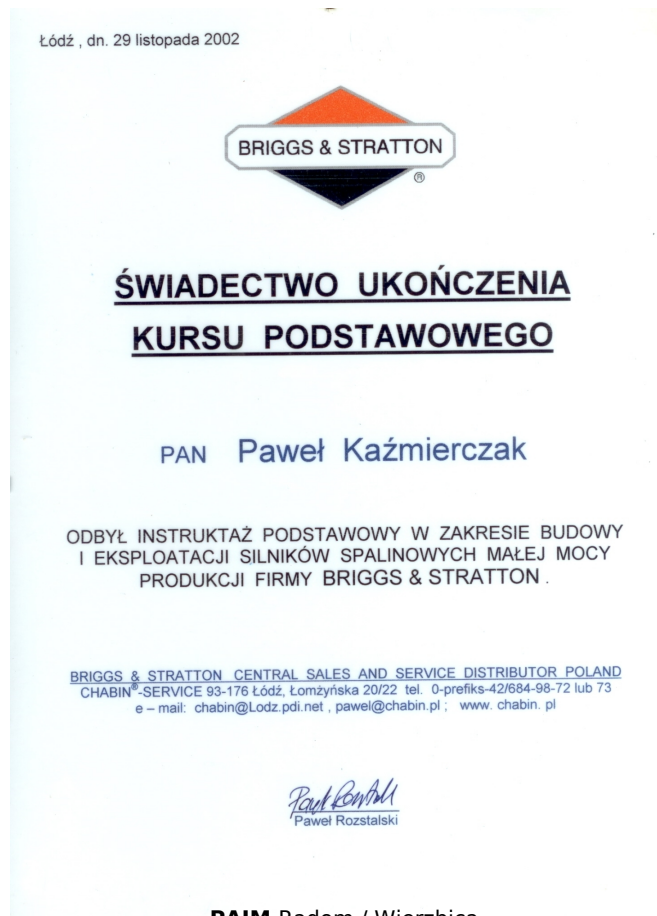 Łódź , dn. 29 listopada 2002
BRIGGS & STRATTON
®
ŚWIADECTWO UKOŃCZENIA
KURSU PODSTAWOWEGO
PAN Paweł Kaźmierczak
ODBYŁ INSTRUKTAŻ PODSTAWOWY W ZAKRESIE BUDOWY
I EKSPLOATACJI SILNIKÓW SPALINOWYCH MAŁEJ MOCY
PRODUKCJI FIRMY BRIGGS & STRATTON .
BRIGGS & STRATTON CENTRAL SALES AND SERVICE DISTRIBUTOR POLAND
CHABIN®-SERVICE 93-176 Łódź, Łomżyńska 20/22 tel. 0-prefiks-42/684-98-72 lub 73
e – mail: chabin@Lodz.pdi.net , pawel@chabin.pl ; www. chabin. pl
Paweł Rozstalski